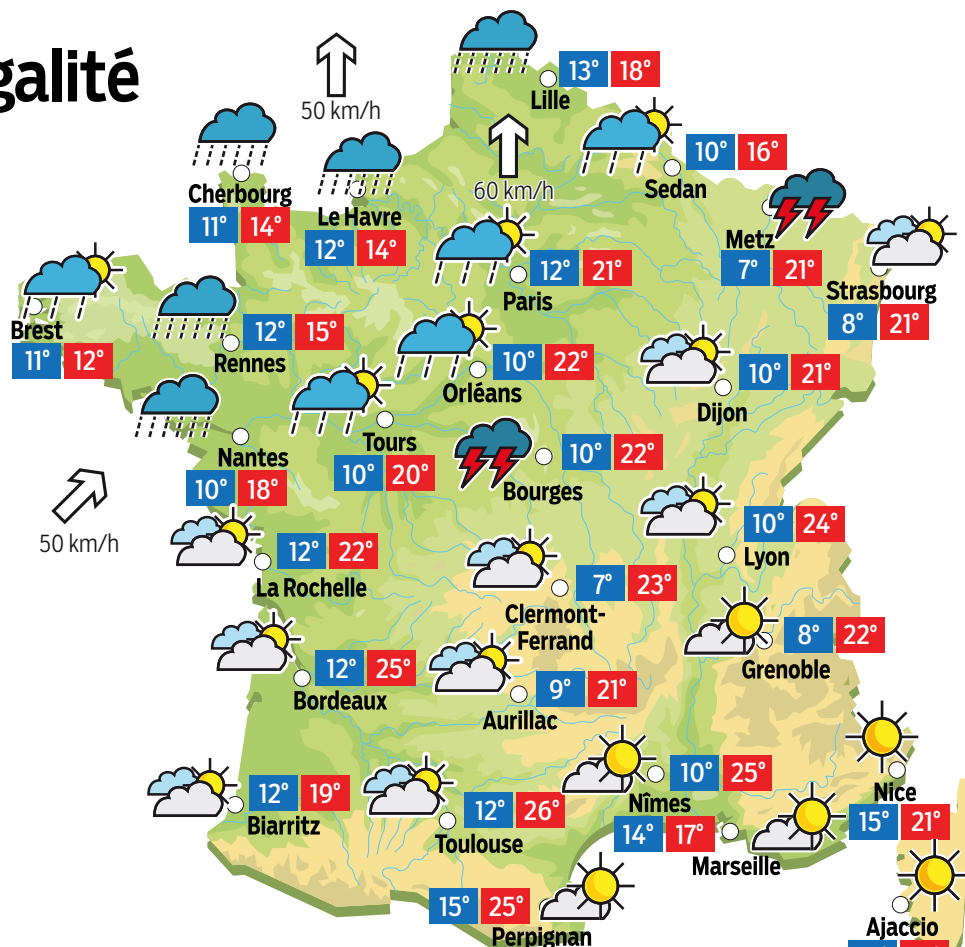 galité
50 km/h
13° 18°
Lille
60 km/h
10° 16°
Sedan
Cherbourg
11° 14°
Le Havre
12° 14°
Metz
7° 21°
12° 21°
Paris
Strasbourg
8° 21°
Brest
11° 12°
12° 15°
Rennes
10° 22°
Orléans
10° 21°
Dijon
Tours
10° 20°
Nantes
10° 18°
10° 22°
Bourges
50 km/h
12° 22°
La Rochelle
10° 24°
Lyon
7° 23°
Clermont-
Ferrand
8° 22°
Grenoble
12° 25°
Bordeaux
9° 21°
Aurillac
12° 19°
Biarritz
12° 26°
Toulouse
10° 25°
Nîmes
14° 17°
Marseille
Nice
15° 21°
15° 25°
Perpignan
Ajaccio